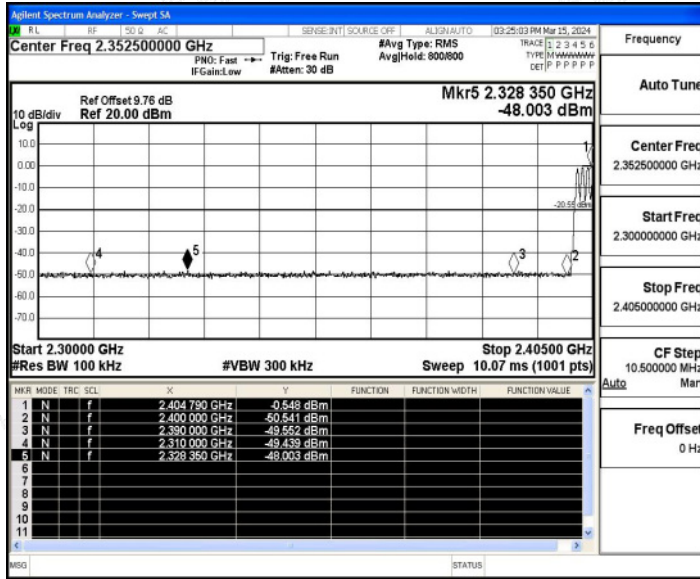 Agilent Spectrum Analyzer - Swept SA
RL RF 50 Ω AC SENSE:INT SOURCE OFF ALIGNAUTO 03:25:03 PM Mar 15, 2024
Center Freq 2.352500000 GHz
PNO: Fast
IFGain:Low
Trig: Free Run
#Atten: 30 dB
#Avg Type: RMS
Avg|Hold: 800/800
TRACE 1 2 3 4 5 6
TYPE M WWWWW
DET P P P P P P
Ref Offset 9.76 dB
10 dB/div Ref 20.00 dBm
Log
Mkr5 2.328 350 GHz
-48.003 dBm
10.0
0.00
-10.0
-20.0
-30.0
-40.0
-50.0
-60.0
-70.0
1
-20.55 dBm
4
5
3
2
Start 2.30000 GHz Stop 2.40500 GHz
#Res BW 100 kHz #VBW 300 kHz Sweep 10.07 ms (1001 pts)
MKR MODE TRC SCL X Y FUNCTION FUNCTION WIDTH FUNCTION VALUE
1 N f 2.404 790 GHz -0.548 dBm
2 N f 2.400 000 GHz -50.541 dBm
3 N f 2.390 000 GHz -49.552 dBm
4 N f 2.310 000 GHz -49.439 dBm
5 N f 2.328 350 GHz -48.003 dBm
6
7
8
9
10
11
MSG STATUS
Frequency
Auto Tune
Center Freq
2.352500000 GHz
Start Freq
2.300000000 GHz
Stop Freq
2.405000000 GHz
CF Step
10.500000 MHz
Auto Man
Freq Offset
0 Hz